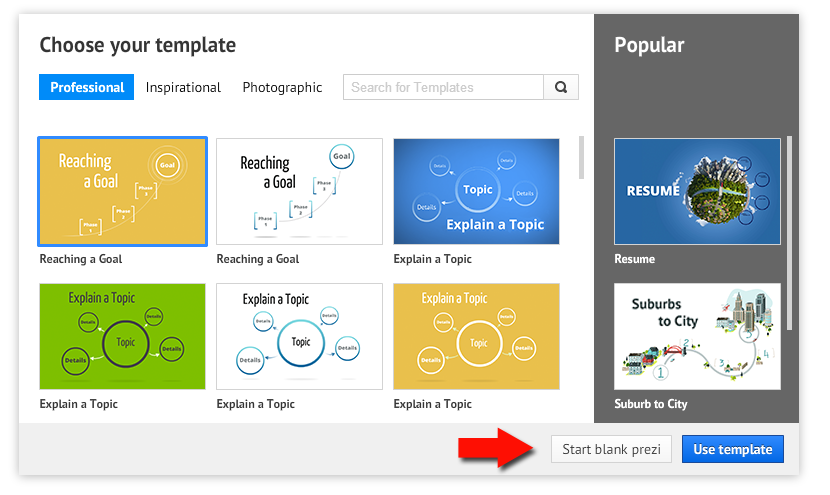 Choose your template
Popular
Professional
Inspirational
Photographic
Search for Templates
Reaching
a Goal
Goal
Phase
1
Phase
2
Phase
3
Reaching a Goal
Reaching
a Goal
Goal
Phase
1
Phase
2
Phase
3
Reaching a Goal
Details
Details
Topic
Details
Details
Explain a Topic
Explain a Topic
RESUME
Resume
Explain a Topic
Details
Details
Topic
Details
Details
Explain a Topic
Explain a Topic
Details
Details
Topic
Details
Details
Explain a Topic
Explain a Topic
Details
Details
Topic
Details
Details
Explain a Topic
Suburbs
to City
1
2
3
4
Suburb to City
Start blank prezi
Use template